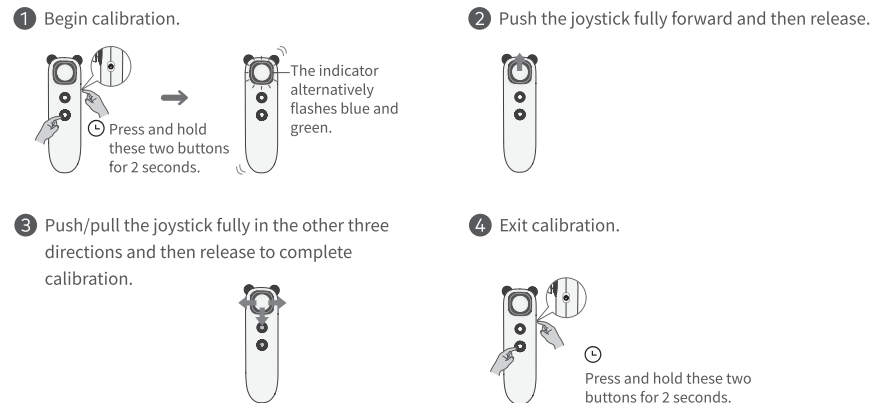 1 Begin calibration.
The indicator
alternatively
flashes blue and
green.
Press and hold
these two buttons
for 2 seconds.
2 Push the joystick fully forward and then release.
3 Push/pull the joystick fully in the other three
directions and then release to complete
calibration.
4 Exit calibration.
Press and hold these two
buttons for 2 seconds.